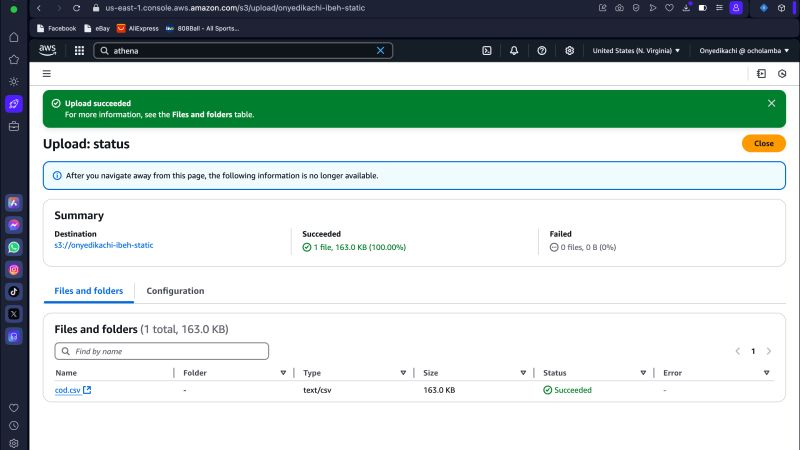 us-east-1.console.aws.amazon.com/s3/upload/onyedikachi-ibeh-static
Facebook eBay AliExpress 808Ball - All Sports...
aws athena United States (N. Virginia) Onyedikachi @ ocholamba
Upload succeeded
For more information, see the Files and folders table.
Upload: status Close
After you navigate away from this page, the following information is no longer available.
Summary
Destination Succeeded Failed
s3://onyedikachi-ibeh-static 1 file, 163.0 KB (100.00%) 0 files, 0 B (0%)
Files and folders Configuration
Files and folders (1 total, 163.0 KB)
Find by name 1
Name Folder Type Size Status Error
cod.csv - text/csv 163.0 KB Succeeded -